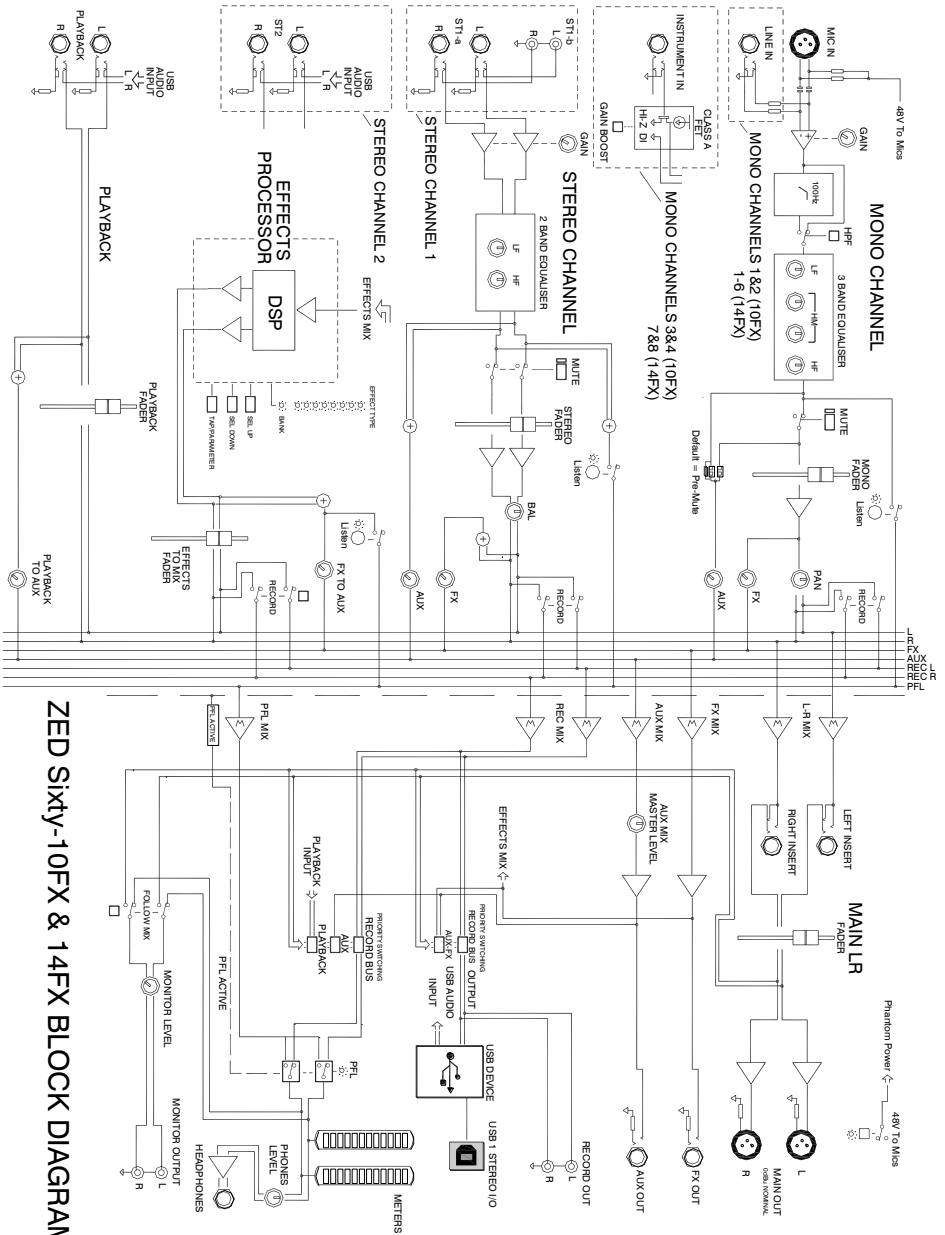 MIC IN
48V To Mics
LINE IN
GAIN
MONO CHANNEL
100Hz
HPF
LF
HM
HF
3 BAND EQUALISER
MONO CHANNELS 1&2 (10FX)
1-6 (14FX)
MUTE
MONO
FADER
Listen
Default = Pre-Mute
PAN
RECORD
FX
AUX
INSTRUMENT IN
CLASS A
FET
HI-Z DI
GAIN BOOST
MONO CHANNELS 3&4 (10FX)
7&8 (14FX)
ST1-b
L
R
ST1-a
L
R
GAIN
STEREO CHANNEL 1
STEREO CHANNEL
2 BAND EQUALISER
LF
HF
MUTE
STEREO
FADER
Listen
BAL
RECORD
FX
AUX
ST2
L
R
USB
AUDIO
INPUT
L
R
STEREO CHANNEL 2
EFFECTS
PROCESSOR
DSP
EFFECTS MIX
EFFECT TYPE
BANK
SEL UP
SEL DOWN
TAP/PARAMETER
Listen
FX TO AUX
RECORD
EFFECTS
TO MIX
FADER
PLAYBACK
L
R
USB
AUDIO
INPUT
L
R
PLAYBACK
PLAYBACK
FADER
PLAYBACK
TO AUX
L
R
FX
AUX
REC L
REC R
PFL
L-R MIX
FX MIX
AUX MIX
REC MIX
PFL MIX
PFL ACTIVE
LEFT INSERT
RIGHT INSERT
MAIN LR
FADER
Phantom Power
48V To Mics
L
R
MAIN OUT
0dBu NOMINAL
AUX MIX
MASTER LEVEL
FX OUT
AUX OUT
EFFECTS MIX
PRIORITY SWITCHING
RECORD BUS OUTPUT
AUX-FX
USB AUDIO
INPUT
USB DEVICE
USB 1 STEREO I/O
RECORD OUT
L
R
PLAYBACK
INPUT
PRIORITY SWITCHING
RECORD BUS
AUX
PLAYBACK
PFL ACTIVE
PFL
METERS
PHONES
LEVEL
HEADPHONES
FOLLOW MIX
MONITOR LEVEL
MONITOR OUTPUT
L
R
ZED Sixty-10FX & 14FX BLOCK DIAGRAM